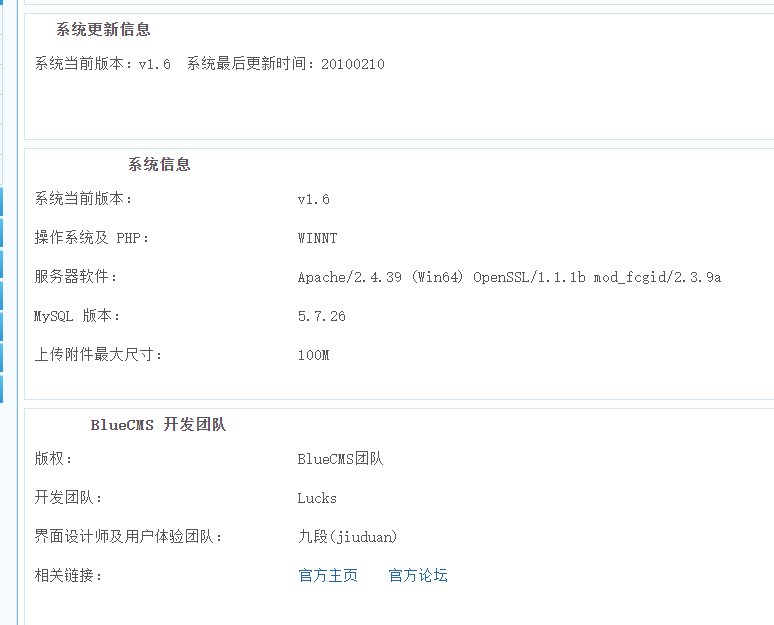 系统更新信息
系统当前版本：v1.6 系统最后更新时间：20100210
系统信息
系统当前版本： v1.6
操作系统及 PHP： WINNT
服务器软件： Apache/2.4.39 (Win64) OpenSSL/1.1.1b mod_fcgid/2.3.9a
MySQL 版本： 5.7.26
上传附件最大尺寸： 100M
BlueCMS 开发团队
版权： BlueCMS团队
开发团队： Lucks
界面设计师及用户体验团队： 九段(jiuduan)
相关链接： 官方主页 官方论坛